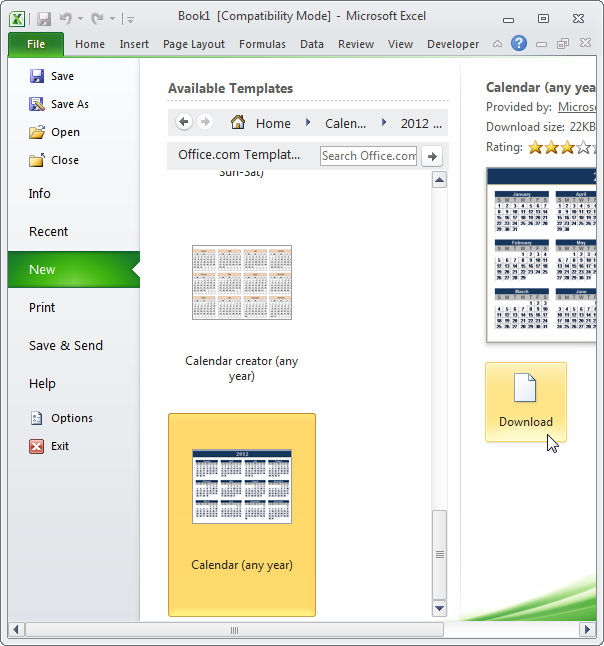 Book1 [Compatibility Mode] - Microsoft Excel
File Home Insert Page Layout Formulas Data Review View Developer
Save
Save As
Open
Close
Info
Recent
New
Print
Save & Send
Help
Options
Exit
Available Templates
Home Calen... 2012 ...
Office.com Templat... Search Office.com
Sun-Sat)
Calendar creator (any
year)
2012
Calendar (any year)
Calendar (any yea
Provided by: Microso
Download size: 22KB
Rating:
January April
February May
March June
Download